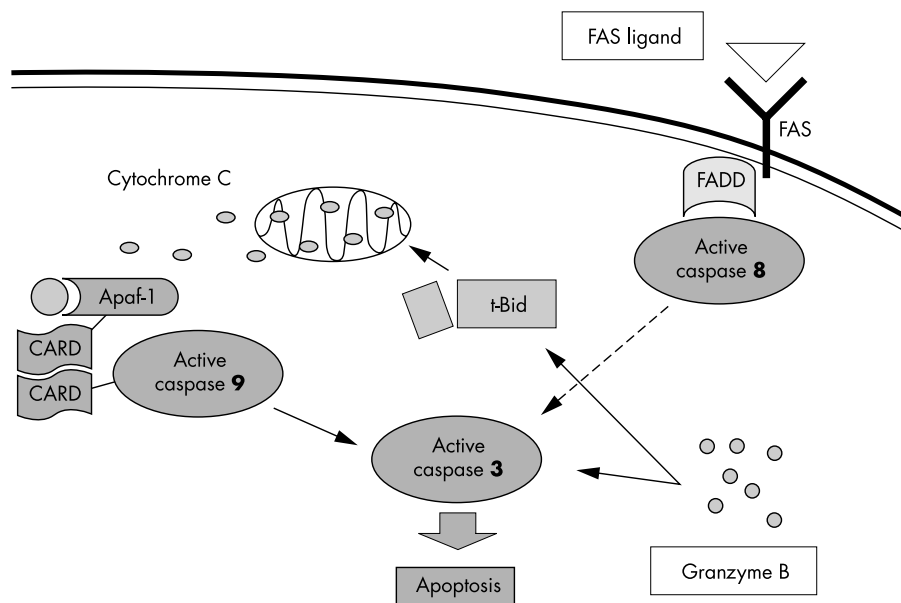 FAS ligand
FAS
Cytochrome C
FADD
Active
caspase 8
Apaf-1
t-Bid
CARD
Active
caspase 9
CARD
Active
caspase 3
Granzyme B
Apoptosis